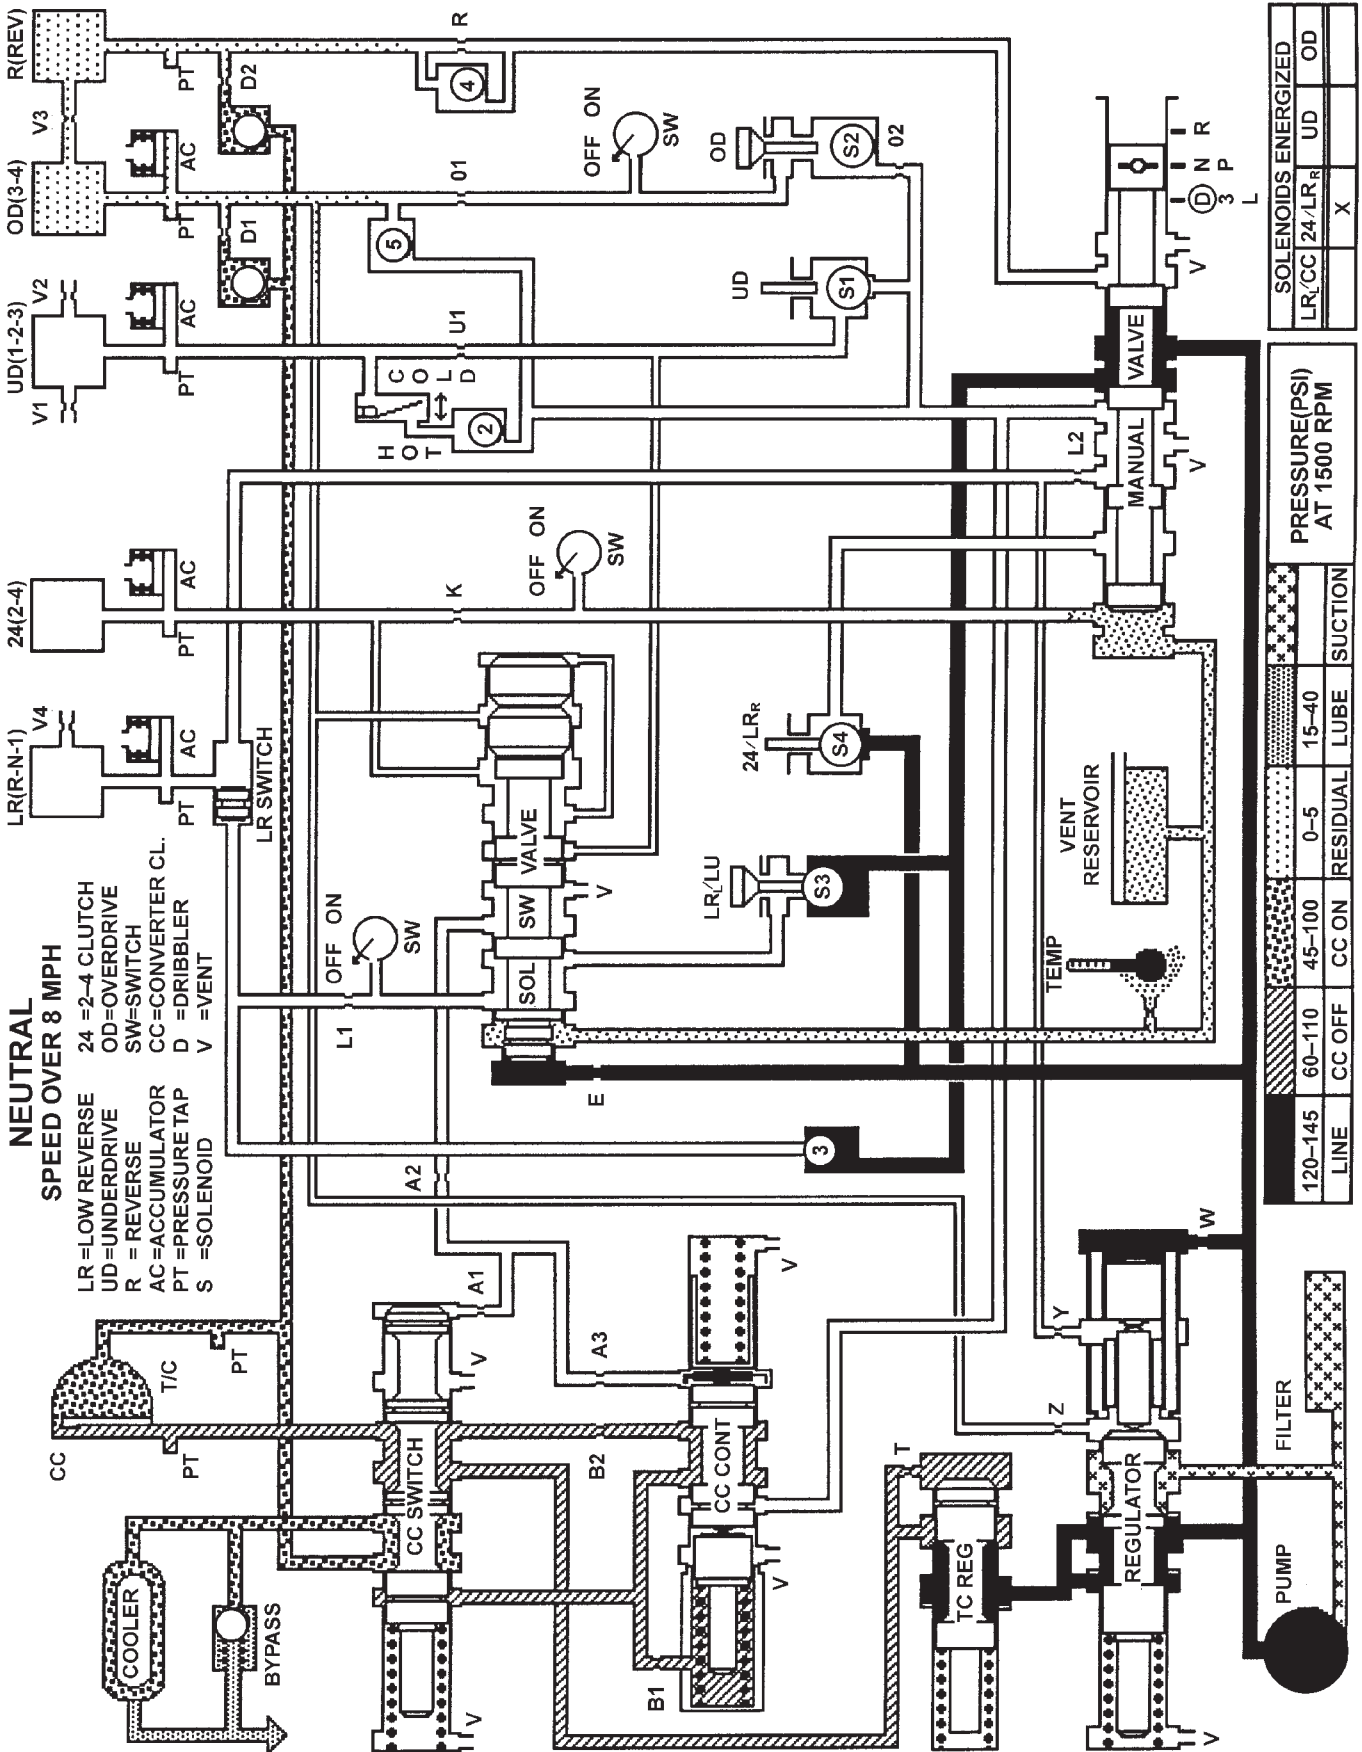 NEUTRAL
SPEED OVER 8 MPH
LR =LOW REVERSE
UD=UNDERDRIVE
R = REVERSE
AC=ACCUMULATOR
PT =PRESSURE TAP
S =SOLENOID
24 =2–4 CLUTCH
OD=OVERDRIVE
SW=SWITCH
CC=CONVERTER CL.
D =DRIBBLER
V =VENT
LR(R-N-1)
V4
24(2-4)
UD(1-2-3)
V1
V2
OD(3-4)
V3
R(REV)
PT
AC
PT
AC
PT
AC
PT
AC
PT
D1
D2
LR SWITCH
T/C
CC
PT
PT
COOLER
BYPASS
L1
OFF ON
SW
K
OFF ON
SW
HOT
COLD
2
U1
5
O1
OFF ON
SW
4
R
A2
A1
V
CC SWITCH
V
A3
B2
B1
CC CONT
V
V
SOL SW VALVE
V
E
3
LR_L/LU
S3
24/LR_R
S4
UD
S1
OD
S2
02
TEMP
VENT
RESERVOIR
L2
MANUAL VALVE
V
V
R
N P
D 3 L
T
TC REG
Z
Y
W
REGULATOR
V
PUMP
FILTER
120–145
60–110
45–100
0–5
15–40
LINE
CC OFF
CC ON
RESIDUAL
LUBE
SUCTION
PRESSURE(PSI)
AT 1500 RPM
SOLENOIDS ENERGIZED
LR_L/CC
24/LR_R
UD
OD
X